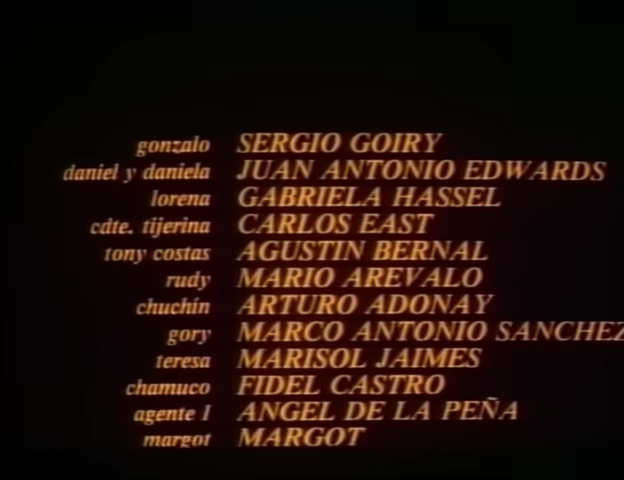 gonzalo SERGIO GOIRY
daniel y daniela JUAN ANTONIO EDWARDS
lorena GABRIELA HASSEL
cdte. tijerina CARLOS EAST
tony costas AGUSTIN BERNAL
rudy MARIO AREVALO
chuchín ARTURO ADONAY
gory MARCO ANTONIO SANCHEZ
teresa MARISOL JAIMES
chamuco FIDEL CASTRO
agente 1 ANGEL DE LA PEÑA
margot MARGOT